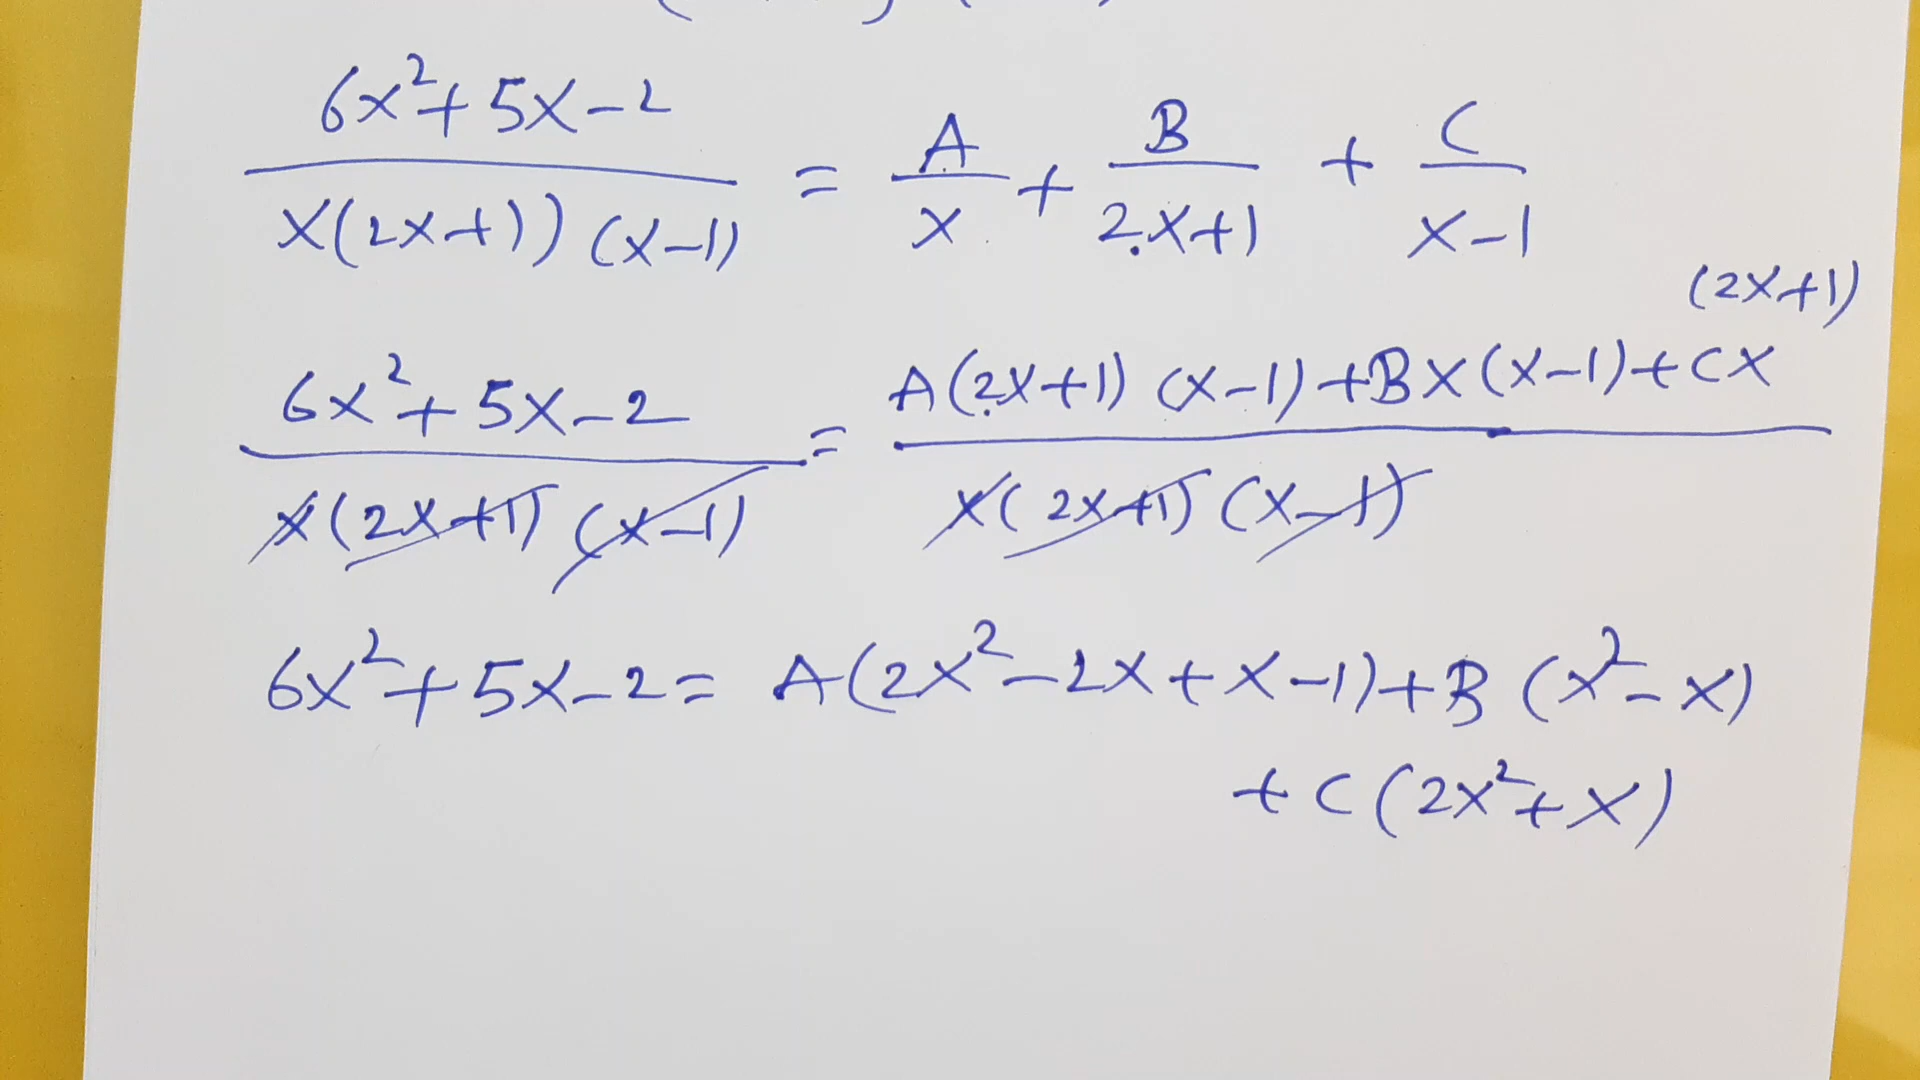 6x²+5x-2 / x(2x+1)(x-1) = A/x + B/2x+1 + C/x-1
(2x+1)
6x²+5x-2 / x(2x+1)(x-1) = A(2x+1)(x-1)+Bx(x-1)+Cx / x(2x+1)(x-1)
6x²+5x-2 = A(2x²-2x+x-1)+B(x²-x)
+C(2x²+x)